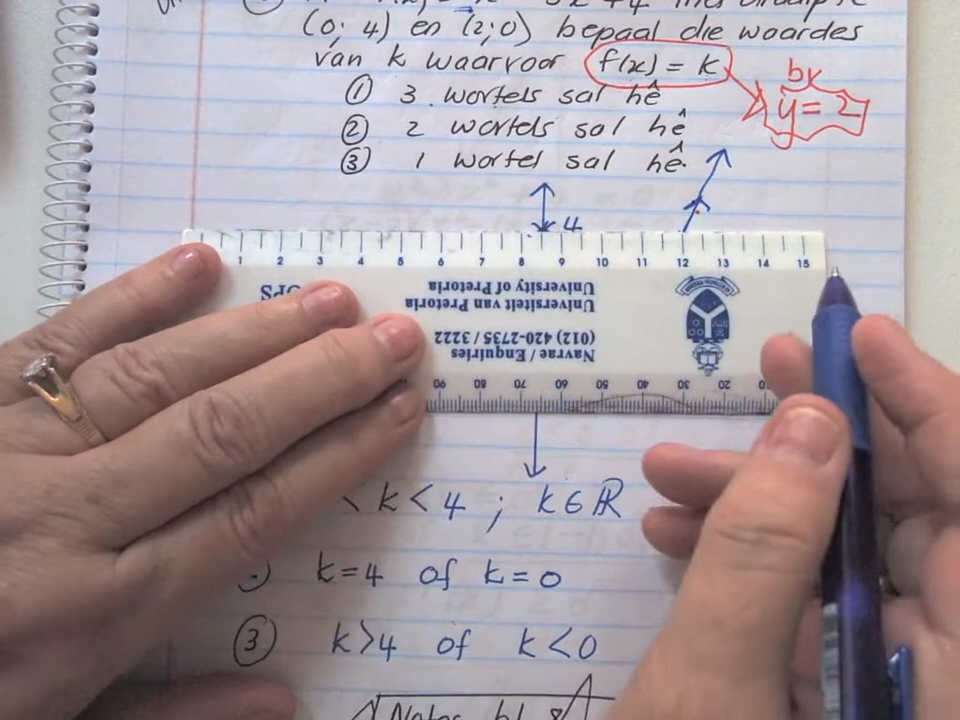 (0; 4) en (2;0) bepaal die waardes
van k waarvoor f(x) = k
by
y = 2
① 3 wortels sal hê
② 2 wortels sal hê
③ 1 wortel sal hê.
4
1 2 3 4 5 6 7 8 9 10 11 12 13 14 15
University of Pretoria
Universiteit van Pretoria
(012) 420-2735 / 3222
Navrae / Enquiries
90 80 70 60 50 40 30 20
< k < 4 ; k ∈ ℝ
k=4 of k=0
③ k>4 of k<0